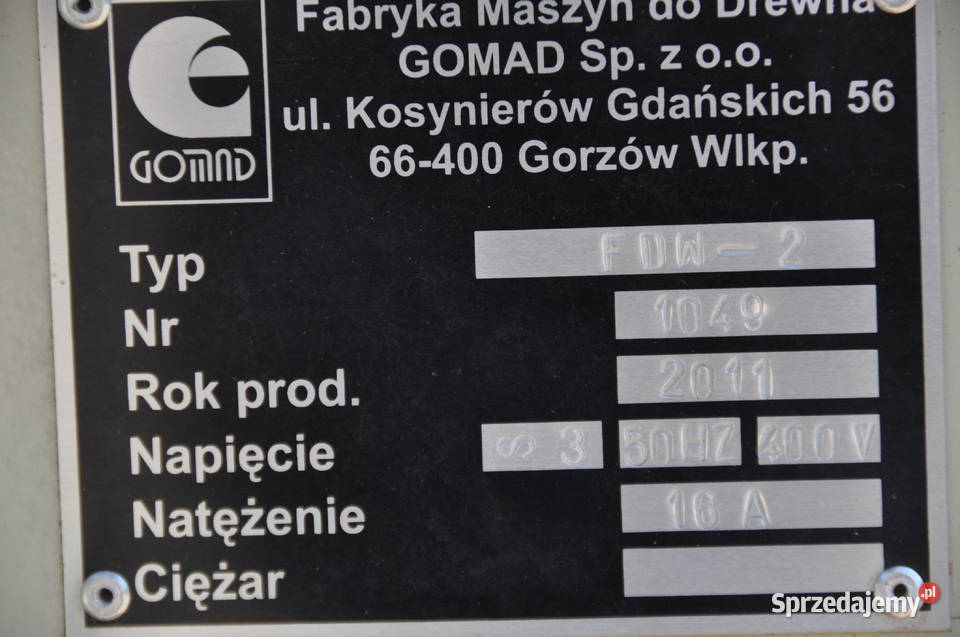 Fabryka Maszyn do Drewna
GOMAD Sp. z o.o.
ul. Kosynierów Gdańskich 56
66-400 Gorzów Wlkp.
GOMAD
Typ FDW-2
Nr 1049
Rok prod. 2011
Napięcie ∽ 3 50HZ 400V
Natężenie 16 A
Ciężar
Sprzedajemy.pl